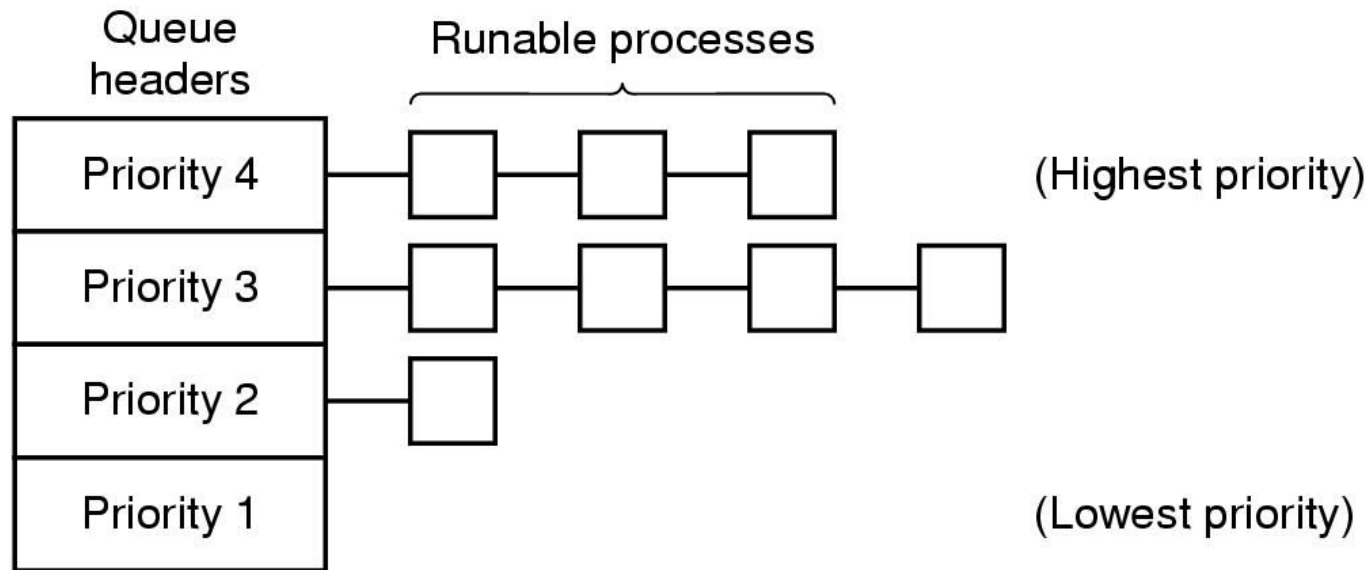 Queue
headers
Runable processes
Priority 4
(Highest priority)
Priority 3
Priority 2
Priority 1
(Lowest priority)